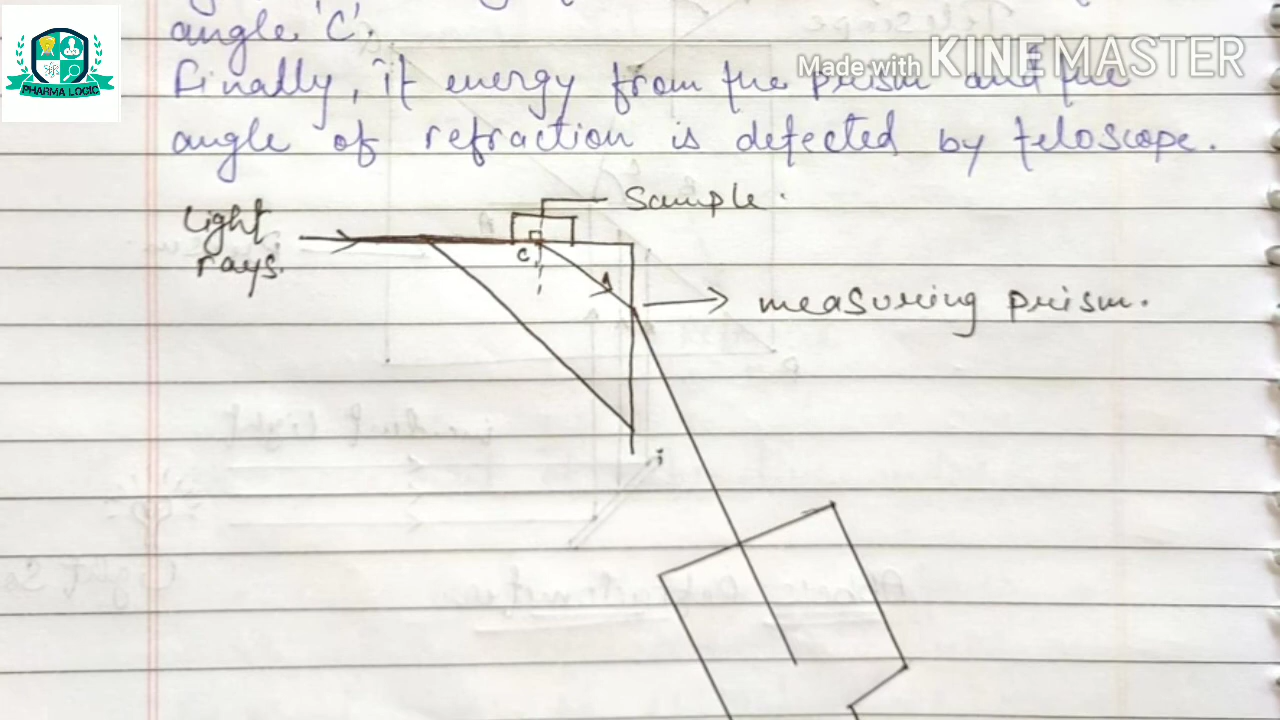 angle 'C'.
Made with KINEMASTER
PHARMA LOGIC
Finally, it energy from the prism and the
angle of refraction is defected by teloscope.
Sample.
Light
rays.
C
measuring prism.
i